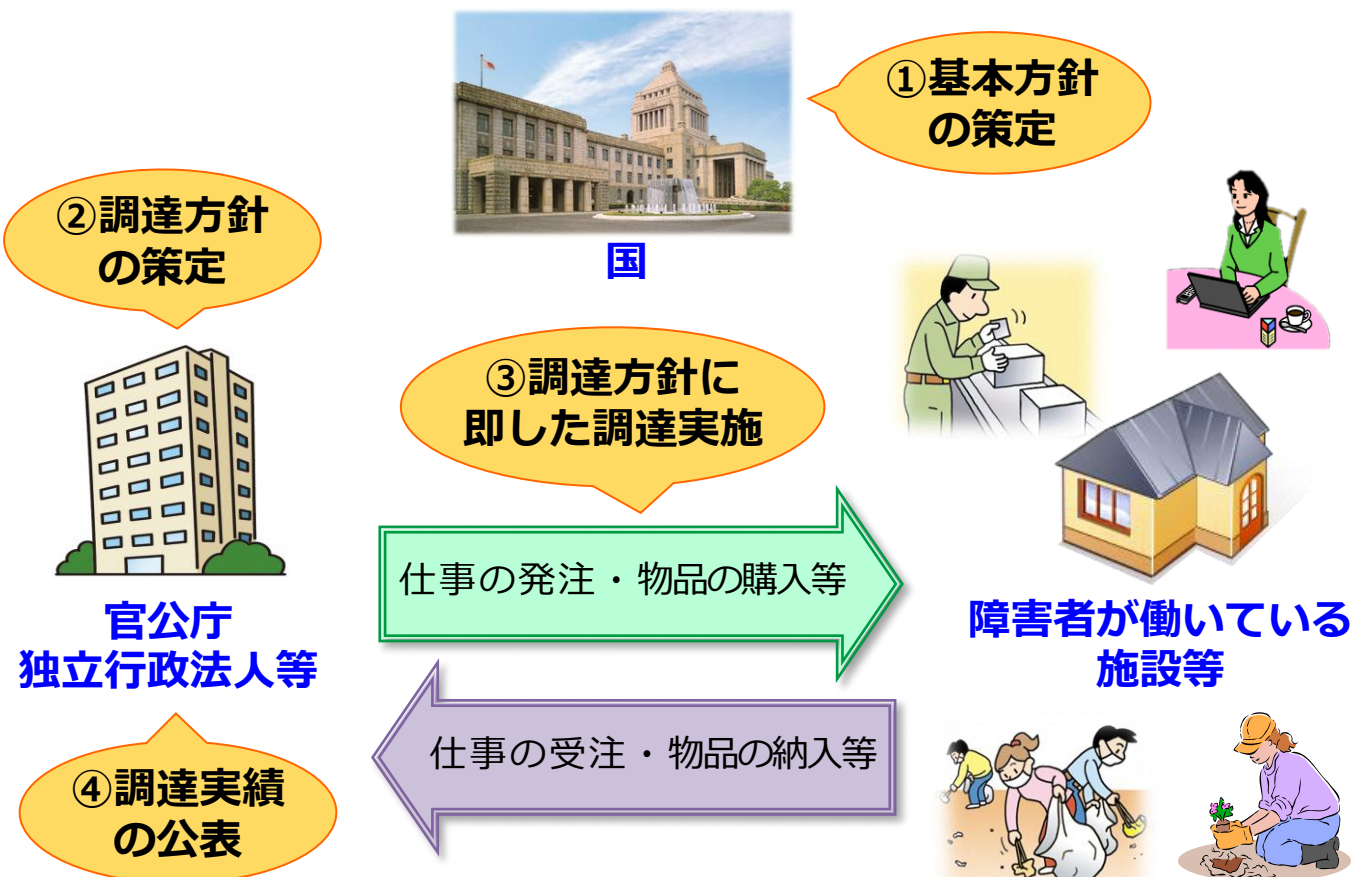 ①基本方針
の策定
国
②調達方針
の策定
③調達方針に
即した調達実施
仕事の発注・物品の購入等
官公庁
独立行政法人等
障害者が働いている
施設等
仕事の受注・物品の納入等
④調達実績
の公表